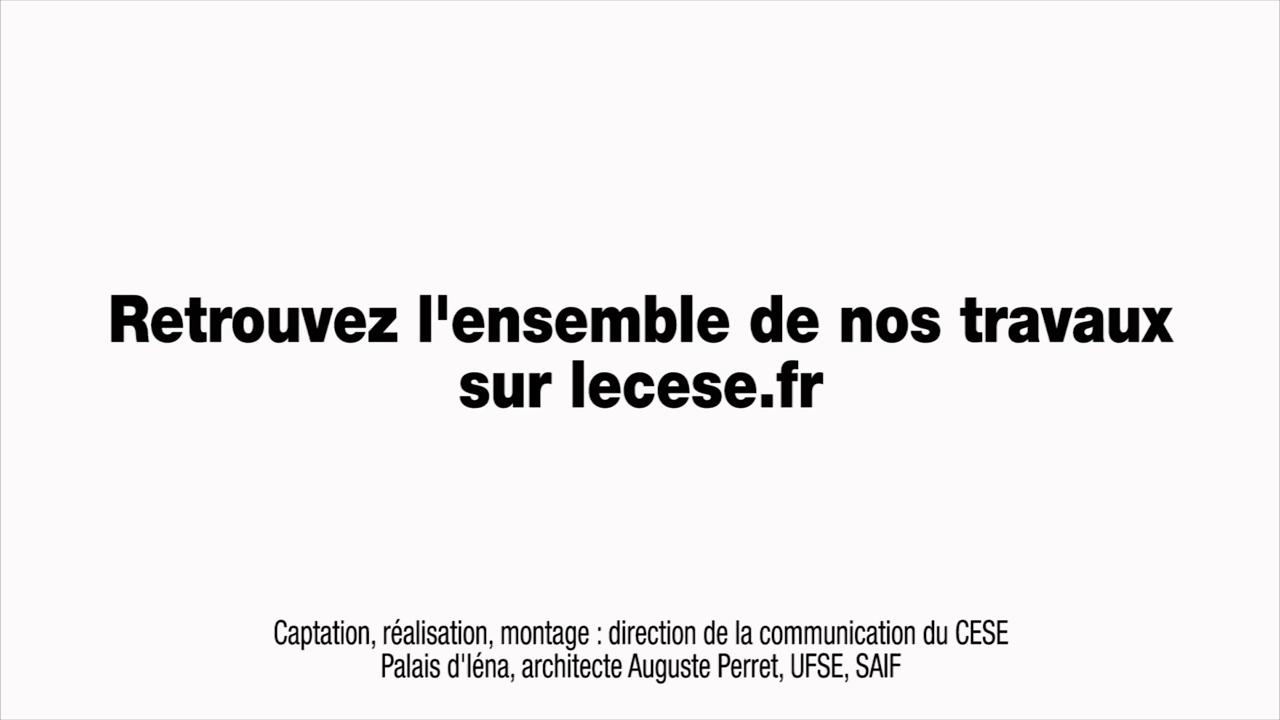 Retrouvez l'ensemble de nos travaux
sur lecese.fr
Captation, réalisation, montage : direction de la communication du CESE
Palais d'Iéna, architecte Auguste Perret, UFSE, SAIF